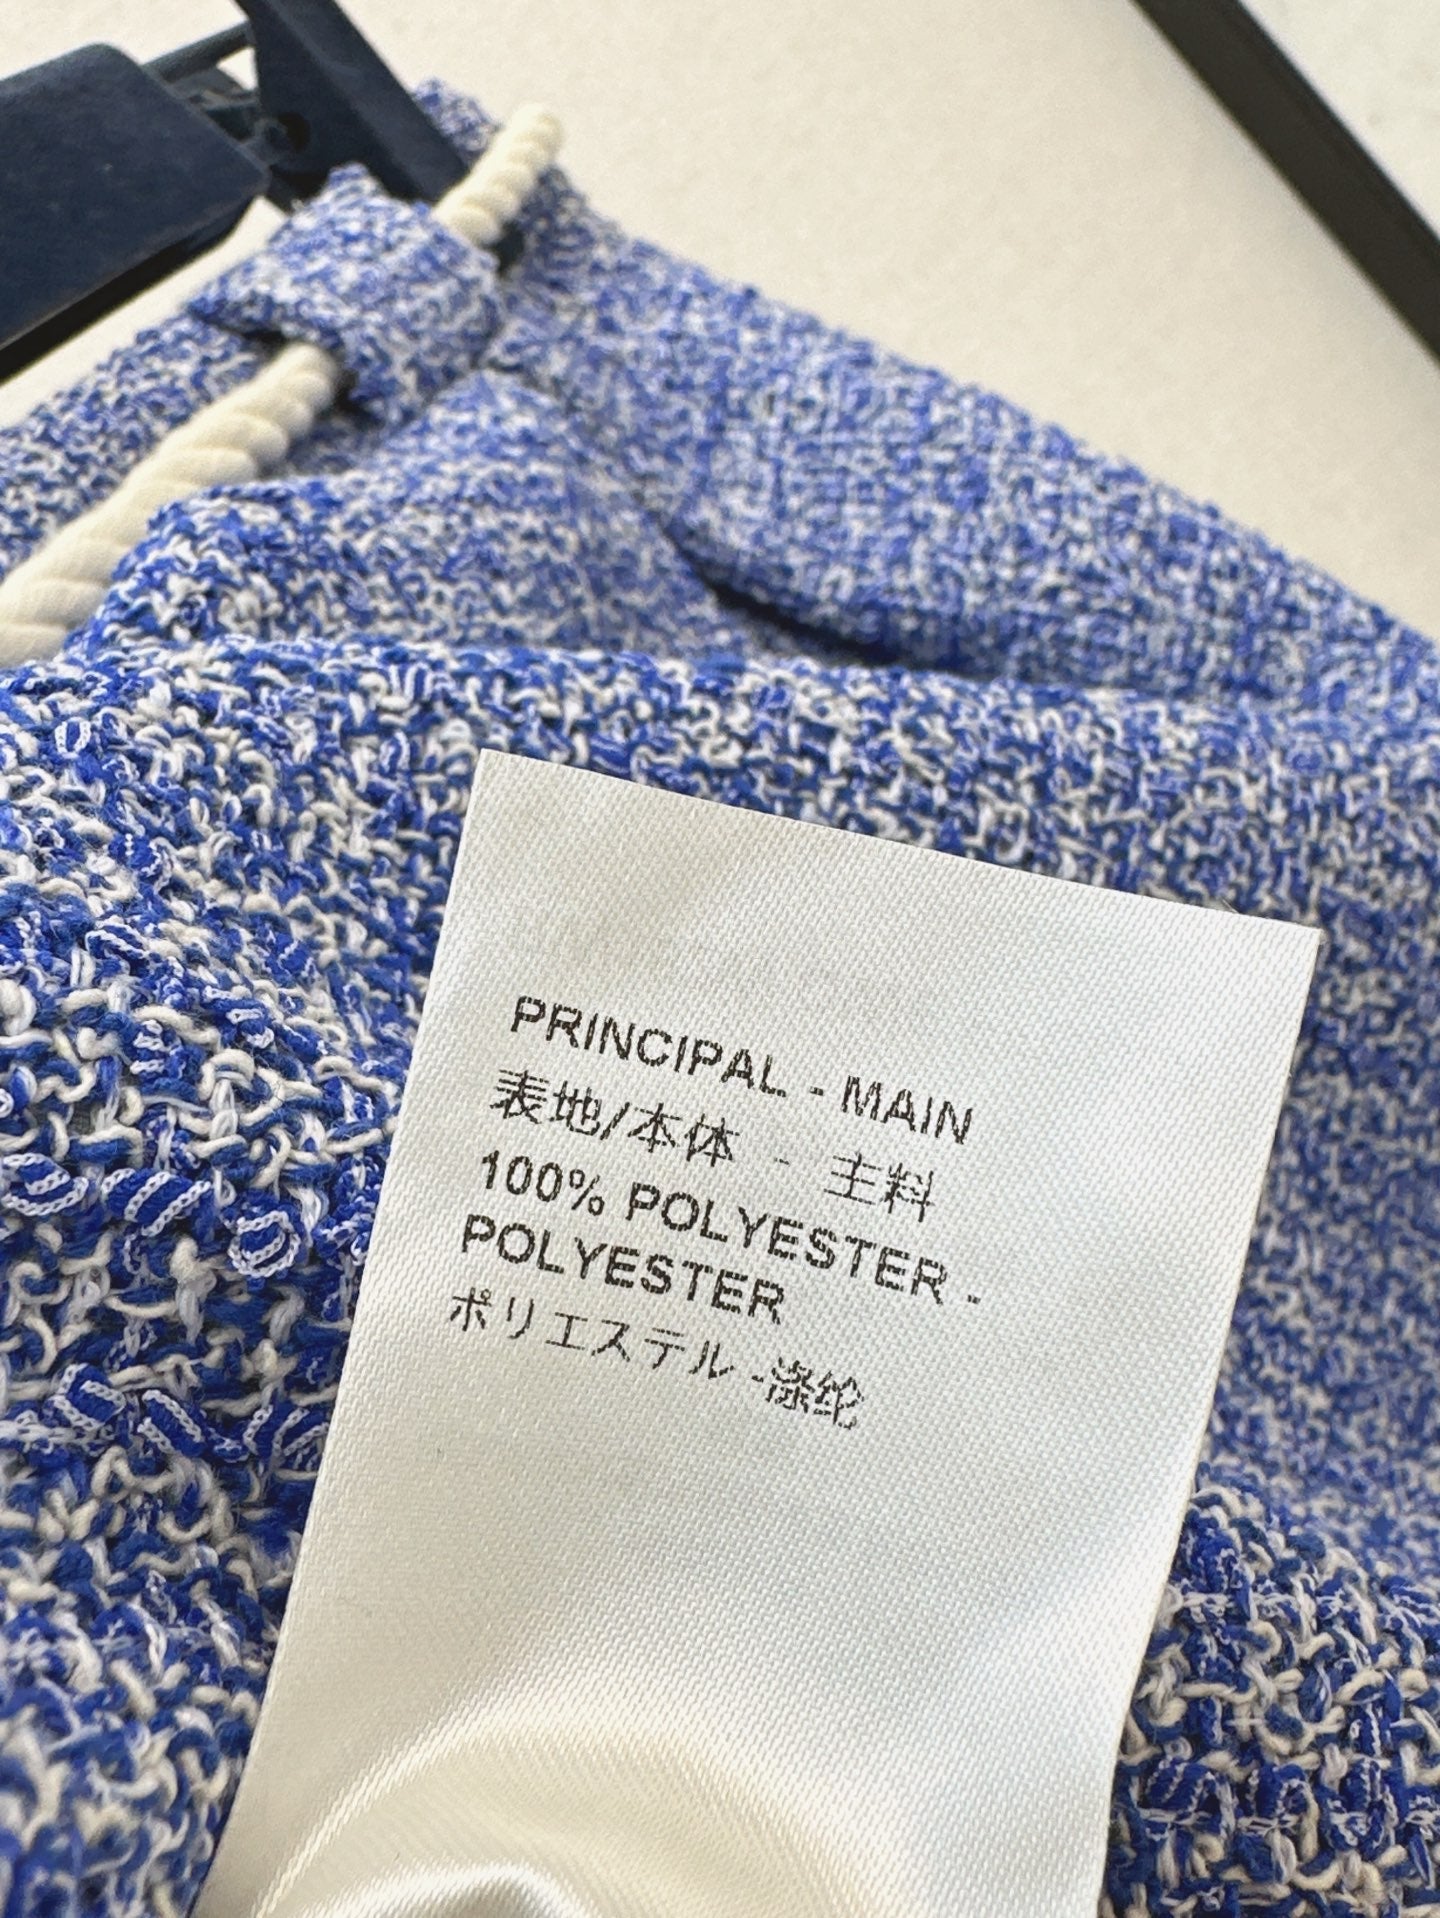 PRINCIPAL - MAIN
表地/本体 - 主料
100% POLYESTER -
POLYESTER
ポリエステル -涤纶